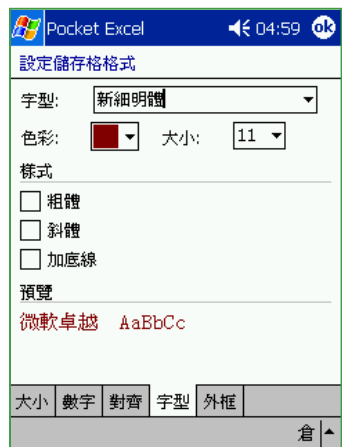 Pocket Excel 04:59 ok
設定儲存格格式
字型: 新細明體
色彩: 大小: 11
樣式
粗體
斜體
加底線
預覽
微軟卓越 AaBbCc
大小 數字 對齊 字型 外框
倉